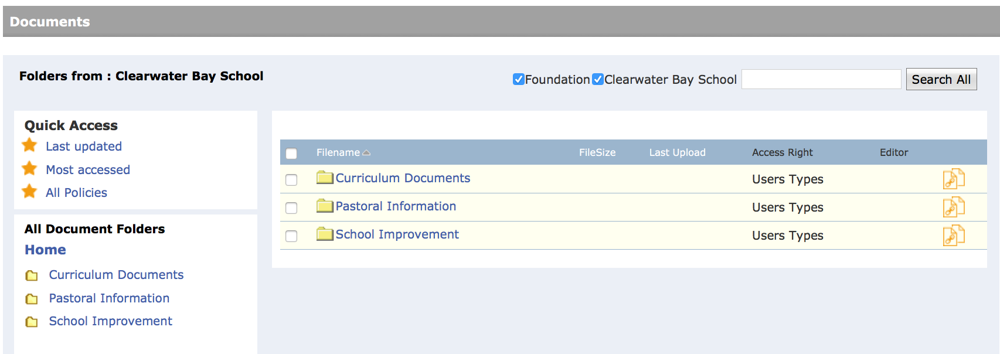 Documents
Folders from : Clearwater Bay School
Foundation Clearwater Bay School Search All
Quick Access
Last updated
Most accessed
All Policies
All Document Folders
Home
Curriculum Documents
Pastoral Information
School Improvement
Filename FileSize Last Upload Access Right Editor
Curriculum Documents Users Types
Pastoral Information Users Types
School Improvement Users Types